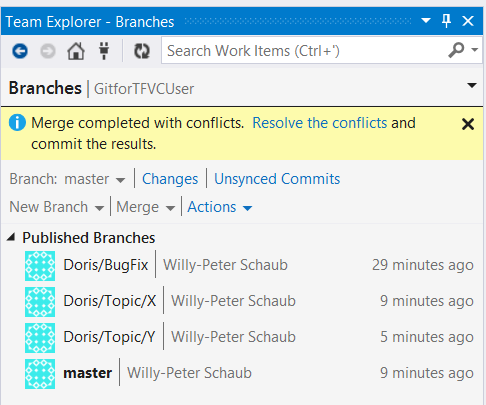 Team Explorer - Branches
Search Work Items (Ctrl+')
Branches | GitforTFVCUser
Merge completed with conflicts. Resolve the conflicts and
commit the results.
Branch: master Changes Unsynced Commits
New Branch Merge Actions
Published Branches
Doris/BugFix Willy-Peter Schaub 29 minutes ago
Doris/Topic/X Willy-Peter Schaub 9 minutes ago
Doris/Topic/Y Willy-Peter Schaub 5 minutes ago
master Willy-Peter Schaub 9 minutes ago